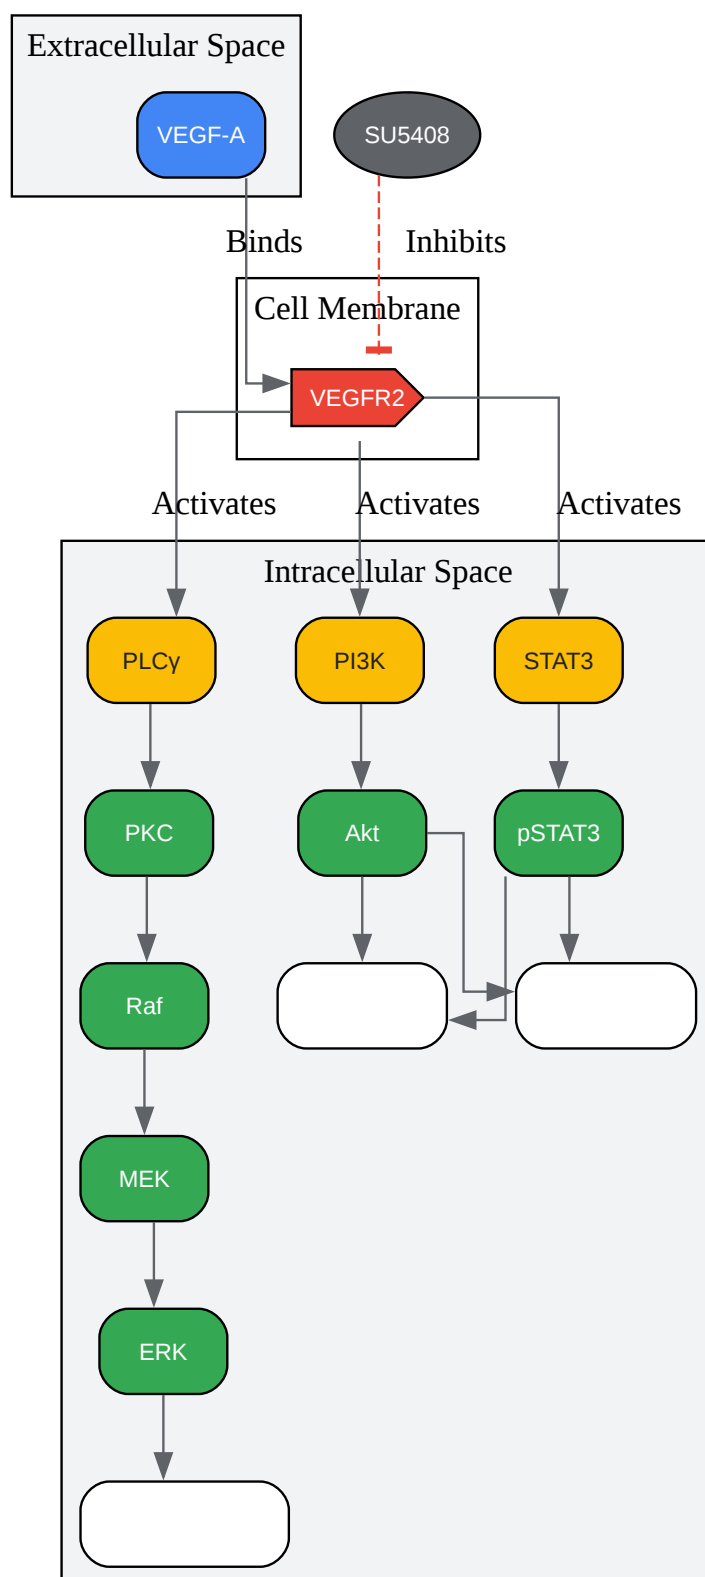 Extracellular Space
VEGF-A
SU5408
Binds
Inhibits
Cell Membrane
VEGFR2
Activates
Activates
Activates
Intracellular Space
PLCγ
PI3K
STAT3
PKC
Akt
pSTAT3
Raf
MEK
ERK